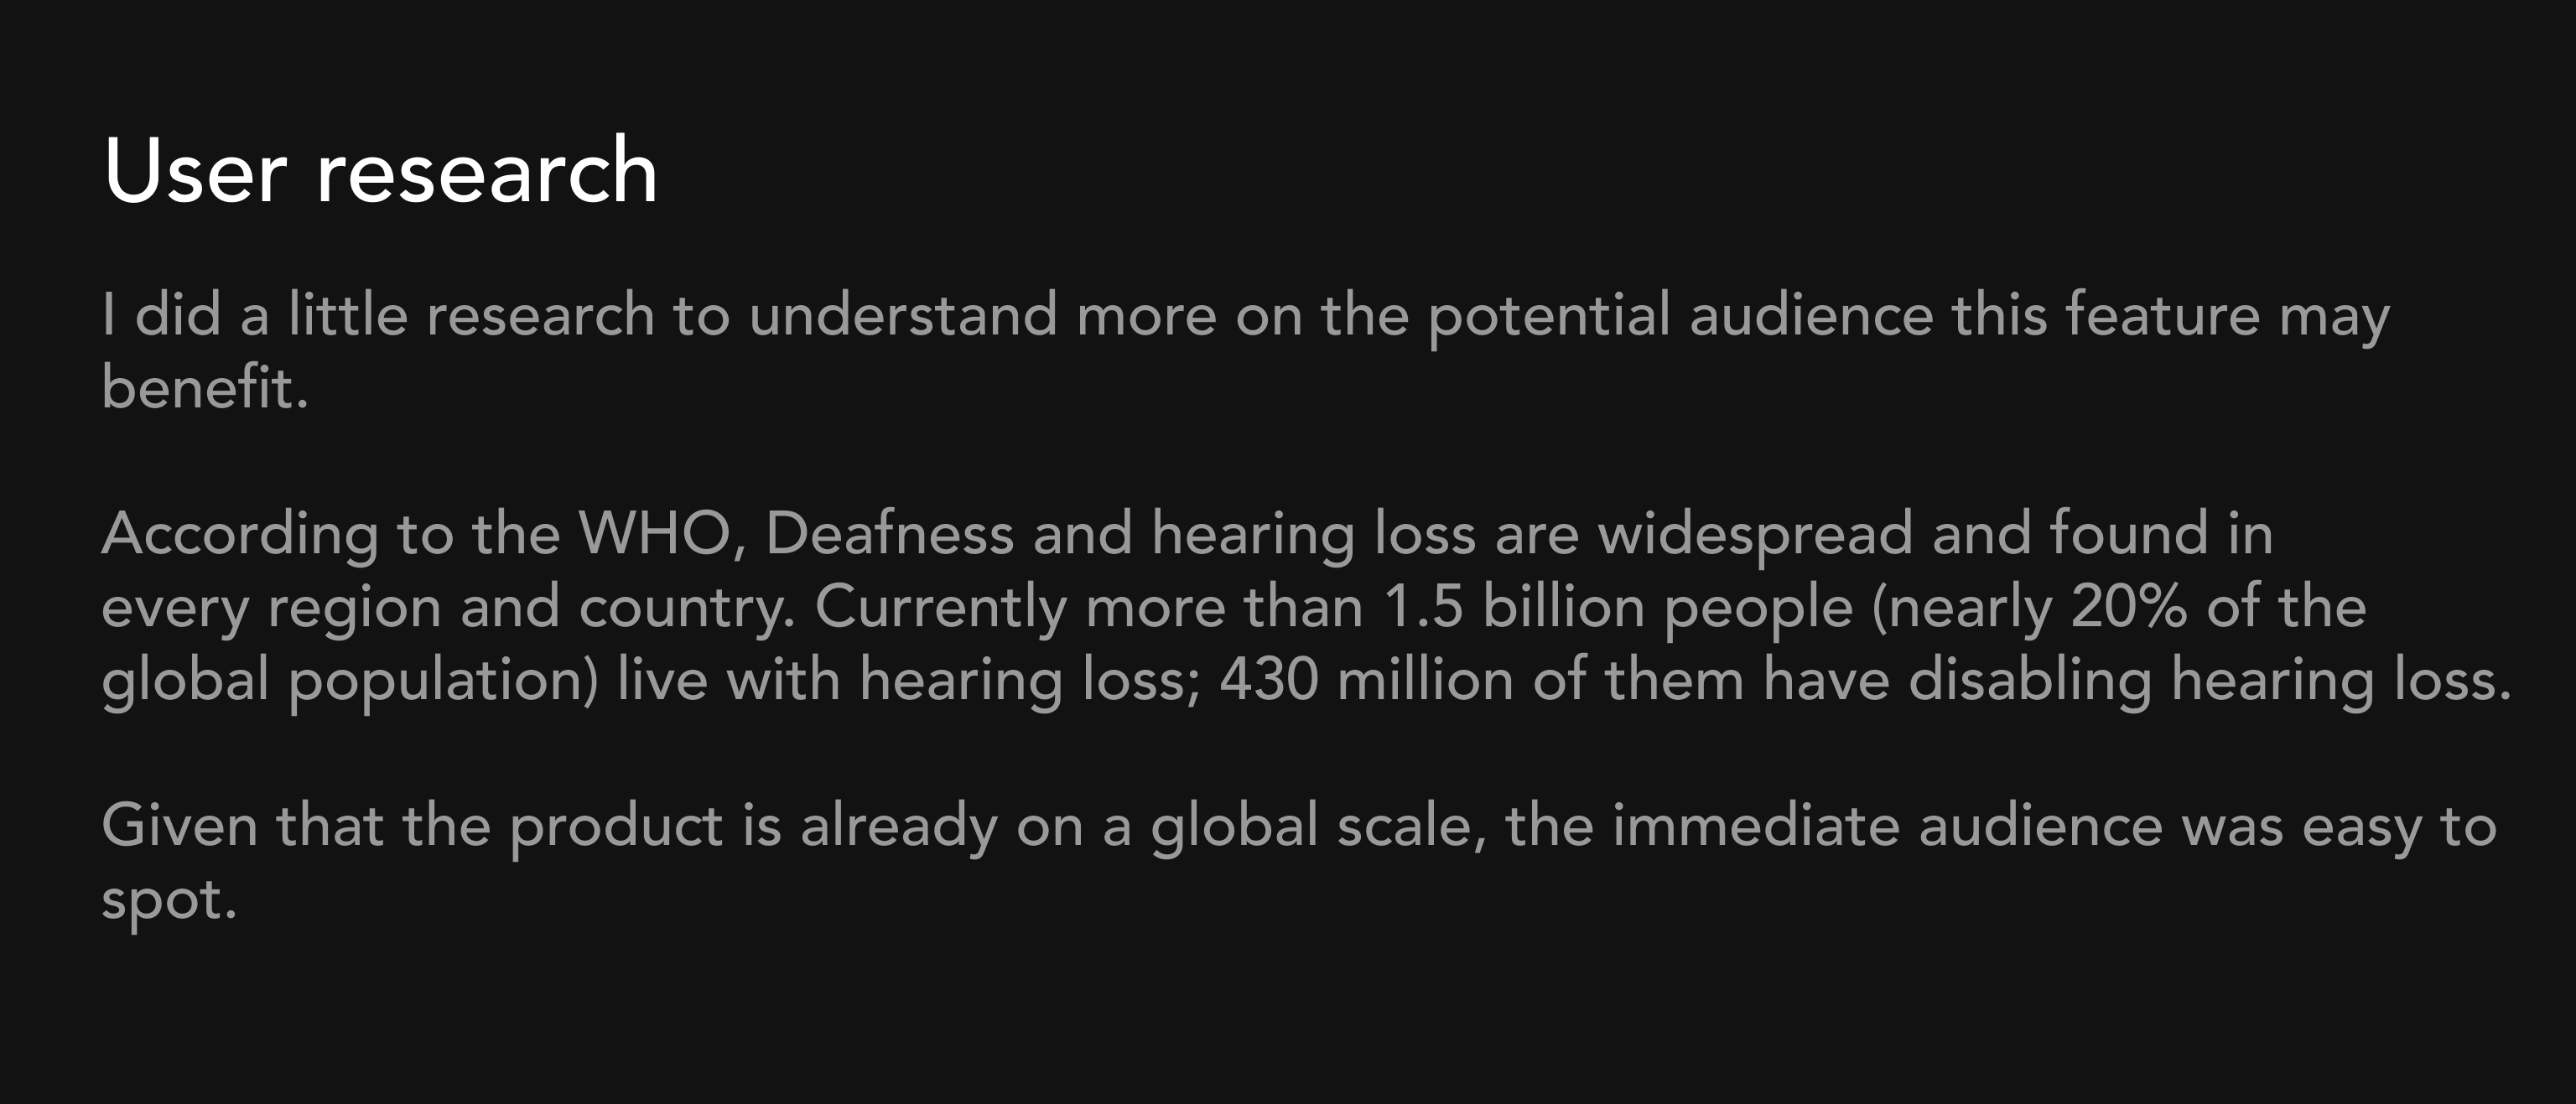 User research
I did a little research to understand more on the potential audience this feature may
benefit.
According to the WHO, Deafness and hearing loss are widespread and found in
every region and country. Currently more than 1.5 billion people (nearly 20% of the
global population) live with hearing loss; 430 million of them have disabling hearing loss.
Given that the product is already on a global scale, the immediate audience was easy to
spot.